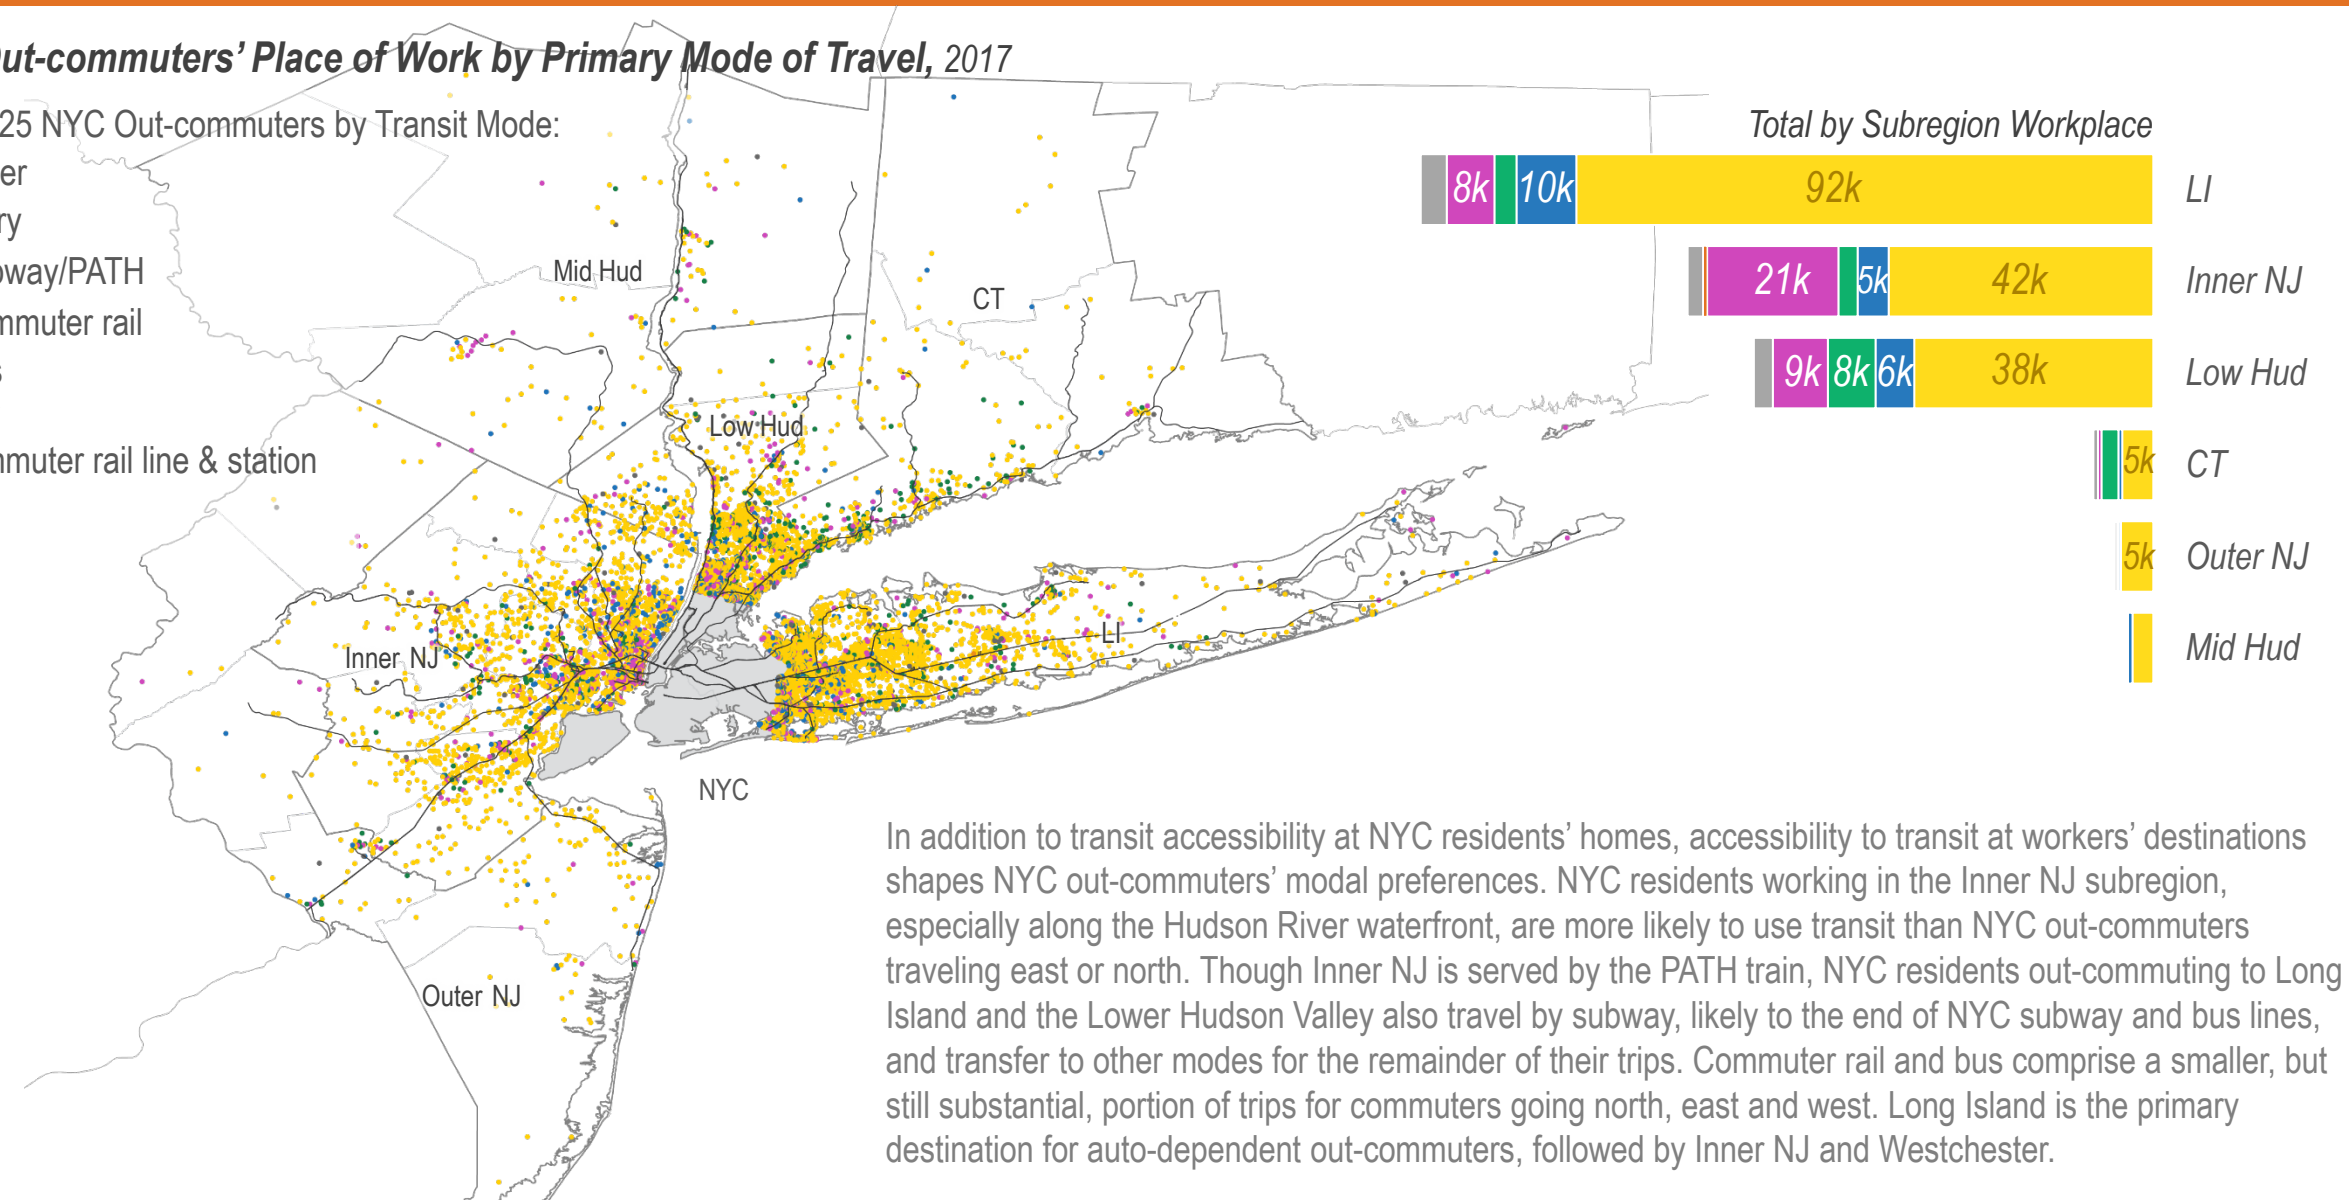 Out-commuters' Place of Work by Primary Mode of Travel, 2017
25 NYC Out-commuters by Transit Mode:
mmuter rail line & station
Total by Subregion Workplace
8k 10k 92k LI
21k 5k 42k Inner NJ
9k 8k 6k 38k Low Hud
5k CT
5k Outer NJ
Mid Hud
Mid Hud
CT
Low Hud
LI
Inner NJ
NYC
Outer NJ
way/PATH
mmuter rail
In addition to transit accessibility at NYC residents' homes, accessibility to transit at workers' destinations
shapes NYC out-commuters' modal preferences. NYC residents working in the Inner NJ subregion,
especially along the Hudson River waterfront, are more likely to use transit than NYC out-commuters
traveling east or north. Though Inner NJ is served by the PATH train, NYC residents out-commuting to Long
Island and the Lower Hudson Valley also travel by subway, likely to the end of NYC subway and bus lines,
and transfer to other modes for the remainder of their trips. Commuter rail and bus comprise a smaller, but
still substantial, portion of trips for commuters going north, east and west. Long Island is the primary
destination for auto-dependent out-commuters, followed by Inner NJ and Westchester.